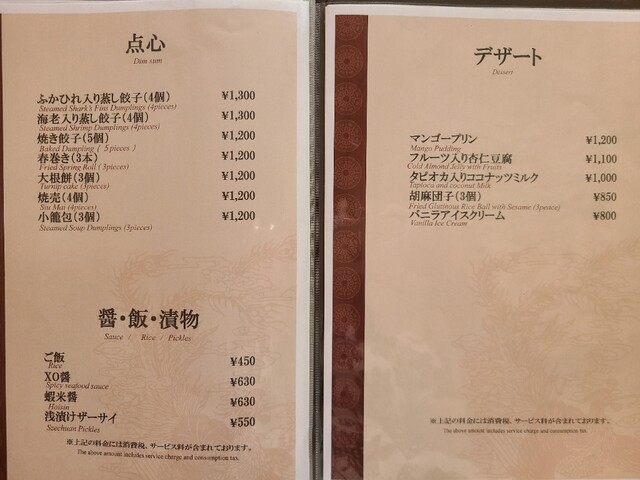 点心
Dim sum
ふかひれ入り蒸し餃子(4個) ¥1,300
Steamed Shark's Fins Dumplings (4pieces)
海老入り蒸し餃子(4個) ¥1,300
Steamed Shrimp Dumplings (4pieces)
焼き餃子(5個) ¥1,200
Baked Dumpling ( 5 pieces )
春巻き(3本) ¥1,200
Fried Spring Roll ( 3pieces)
大根餅(3個) ¥1,200
Turnip cake (3pieces)
焼売(4個) ¥1,200
Siu Mai (4pieces)
小籠包(3個) ¥1,200
Steamed Soup Dumplings (3pieces)
醤・飯・漬物
Sauce / Rice / Pickles
ご飯 ¥450
Rice
XO醤 ¥630
Spicy seafood sauce
蝦米醤 ¥630
Hoisin
浅漬けザーサイ ¥550
Szechuan Pickles
※上記の料金には消費税、サービス料が含まれております。
The above amount includes service charge and consumption tax.
デザート
Dessert
マンゴープリン ¥1,200
Mango Pudding
フルーツ入り杏仁豆腐 ¥1,100
Cold Almond Jelly with Fruits
タピオカ入りココナッツミルク ¥1,000
Tapioca and coconut Milk
胡麻団子(3個) ¥850
Fried Glutinous Rice Ball with Sesame (3peace)
バニラアイスクリーム ¥800
Vanilla Ice Cream
※上記の料金には消費税、サービス料が含まれております。
The above amount includes service charge and consumption tax.